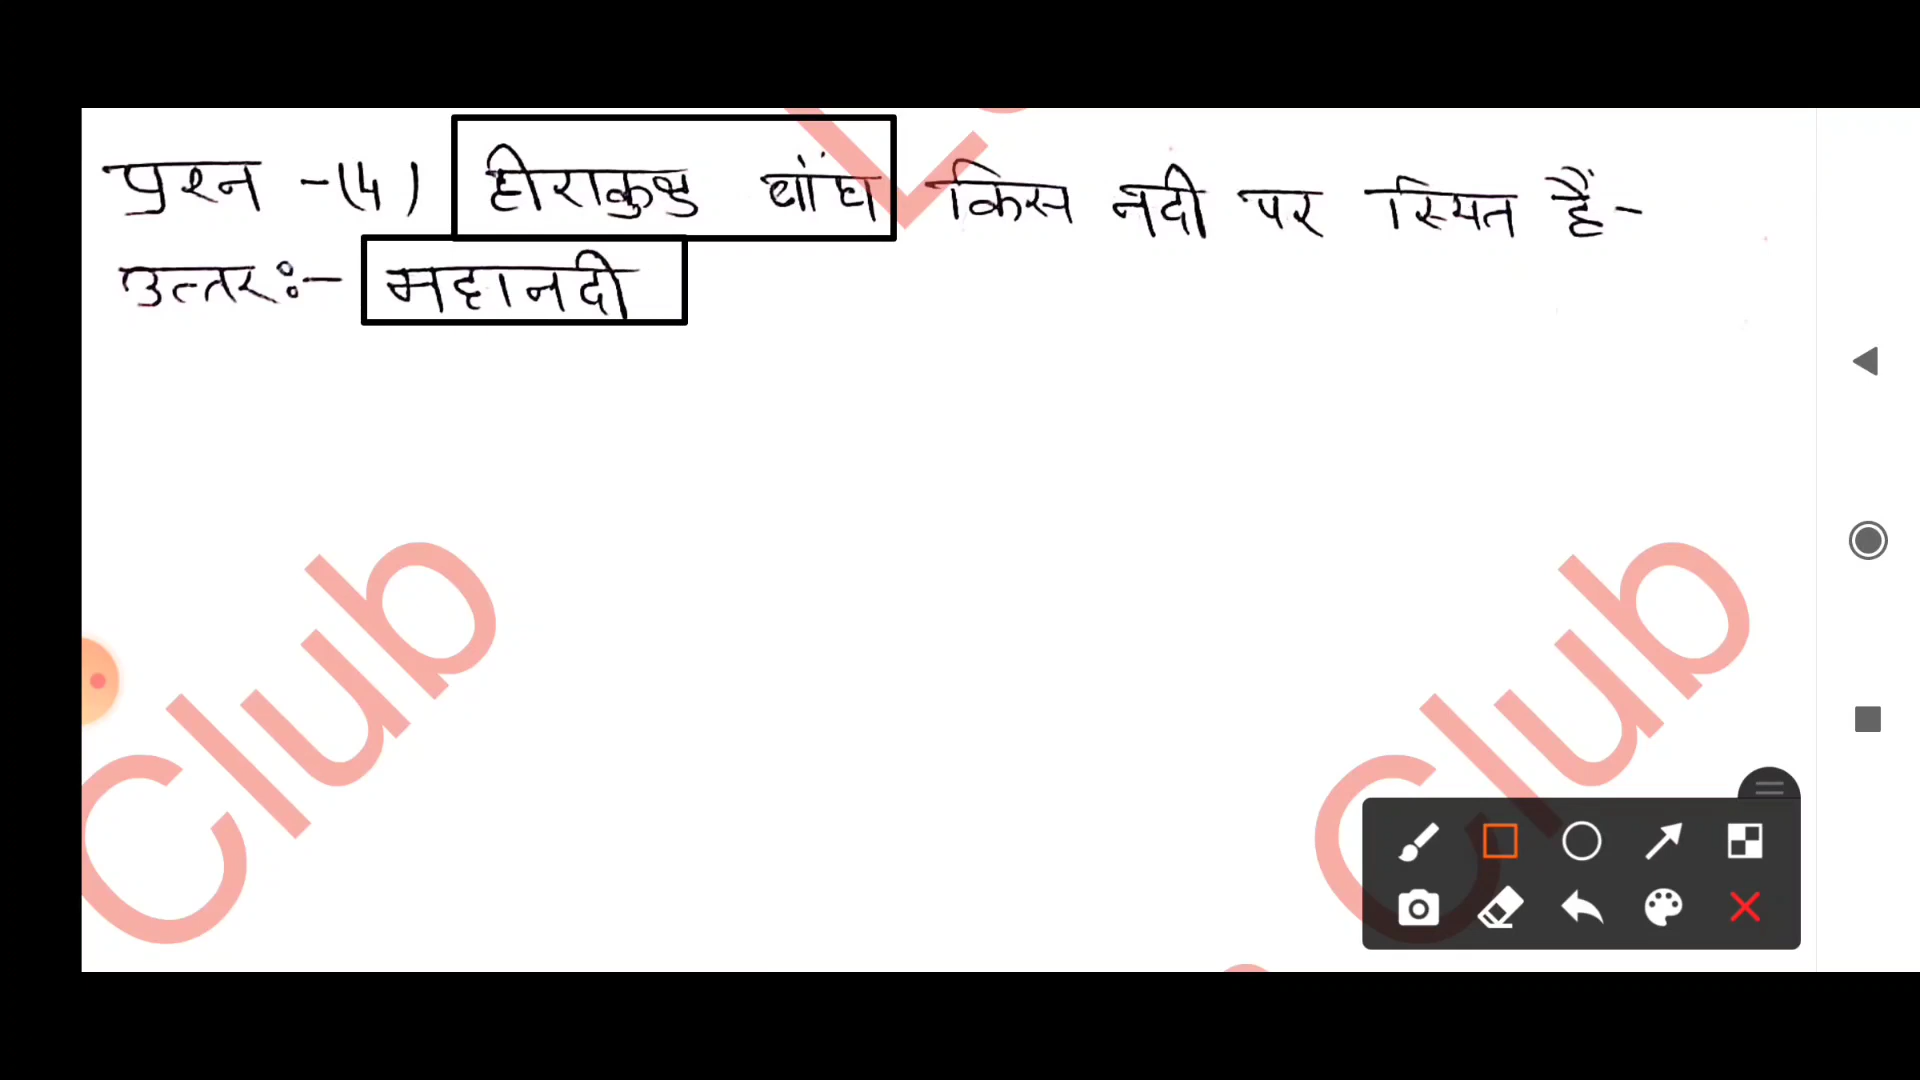 प्रश्न -(4) हीराकुण्ड बांध किस नदी पर स्थित हैं-
उत्तरः- महानदी
Club
Club